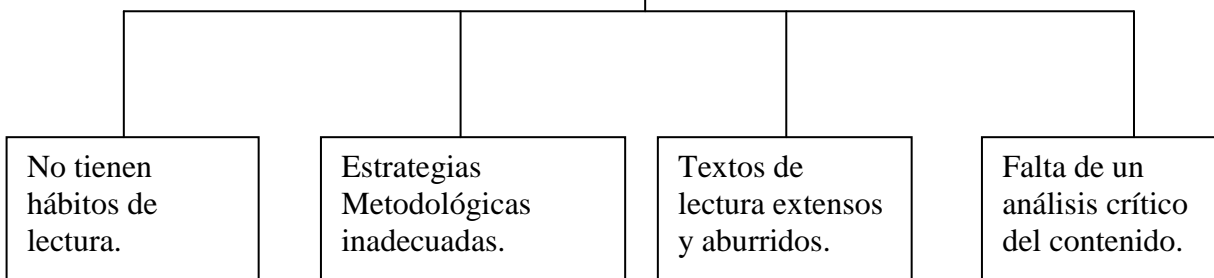 No tienen
hábitos de
lectura.
Estrategias
Metodológicas
inadecuadas.
Textos de
lectura extensos
y aburridos.
Falta de un
análisis crítico
del contenido.